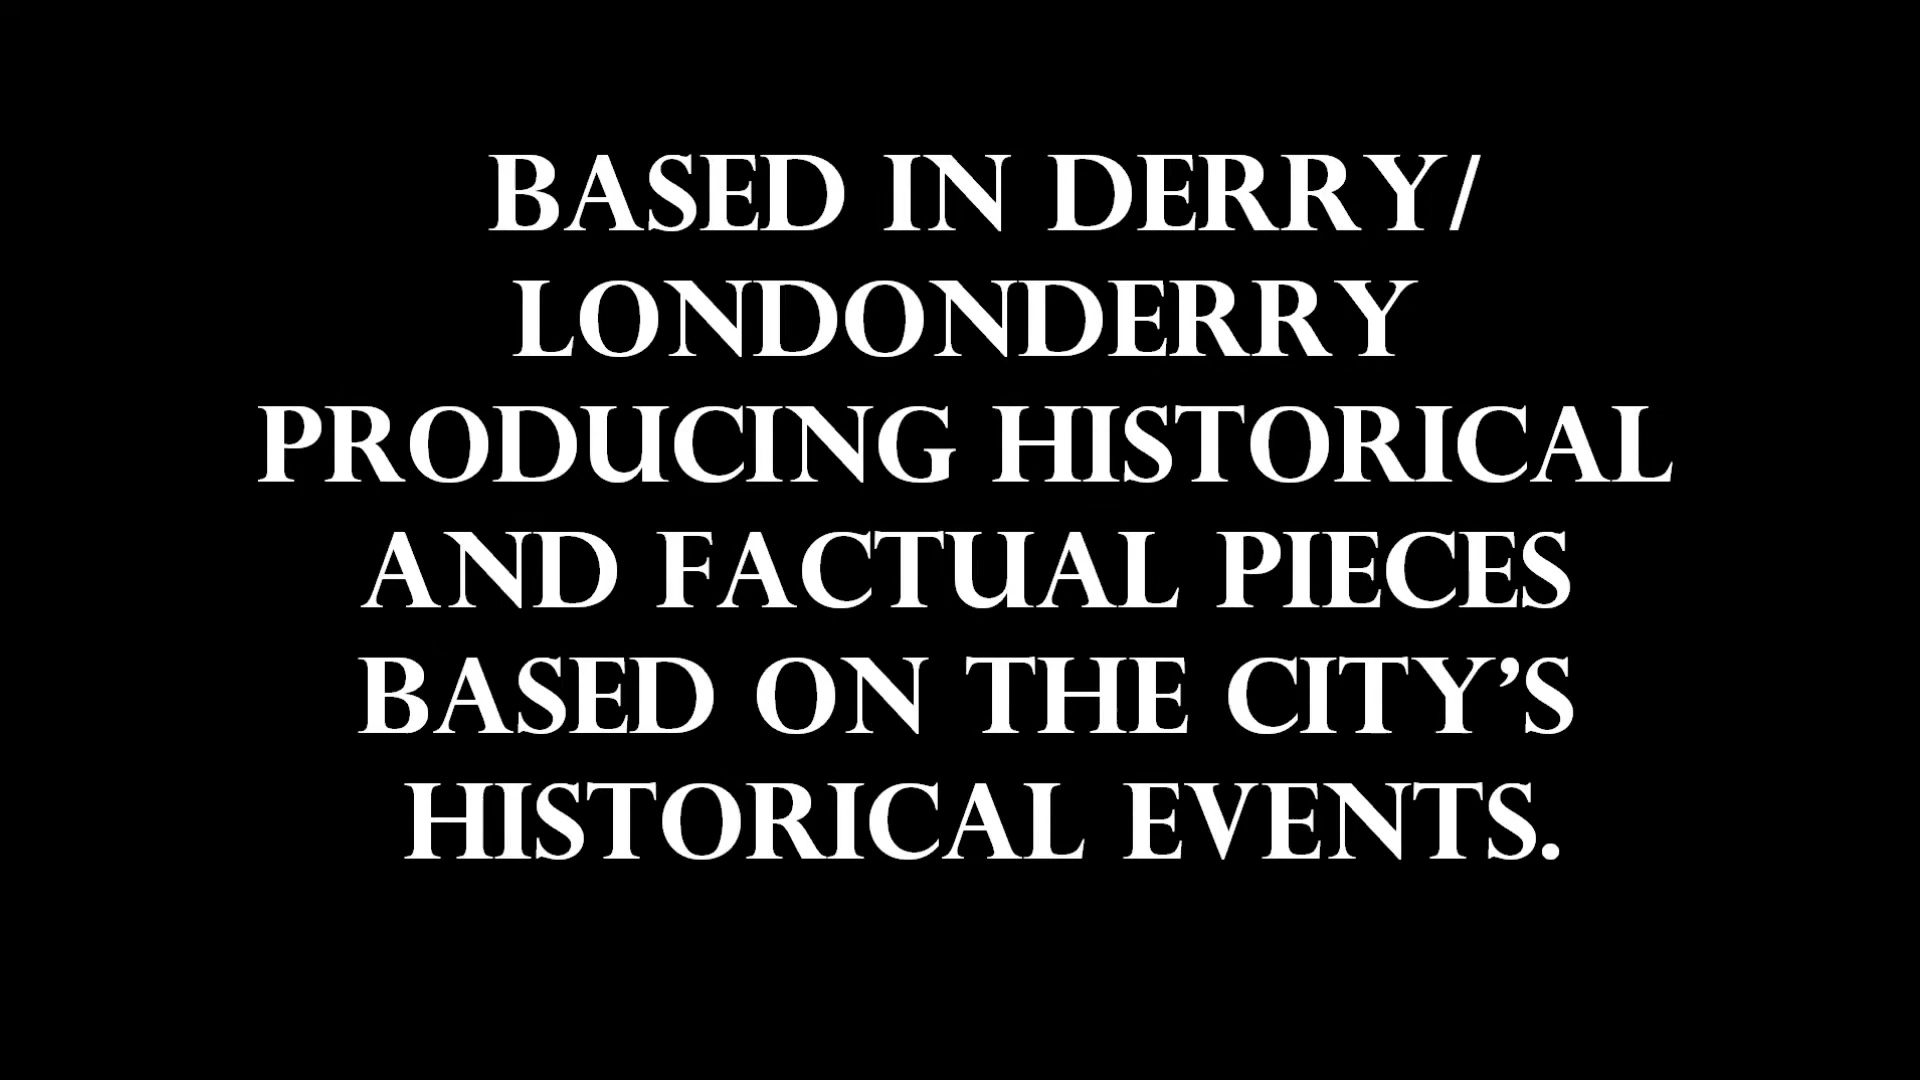 BASED IN DERRY/
LONDONDERRY
PRODUCING HISTORICAL
AND FACTUAL PIECES
BASED ON THE CITY’S
HISTORICAL EVENTS.